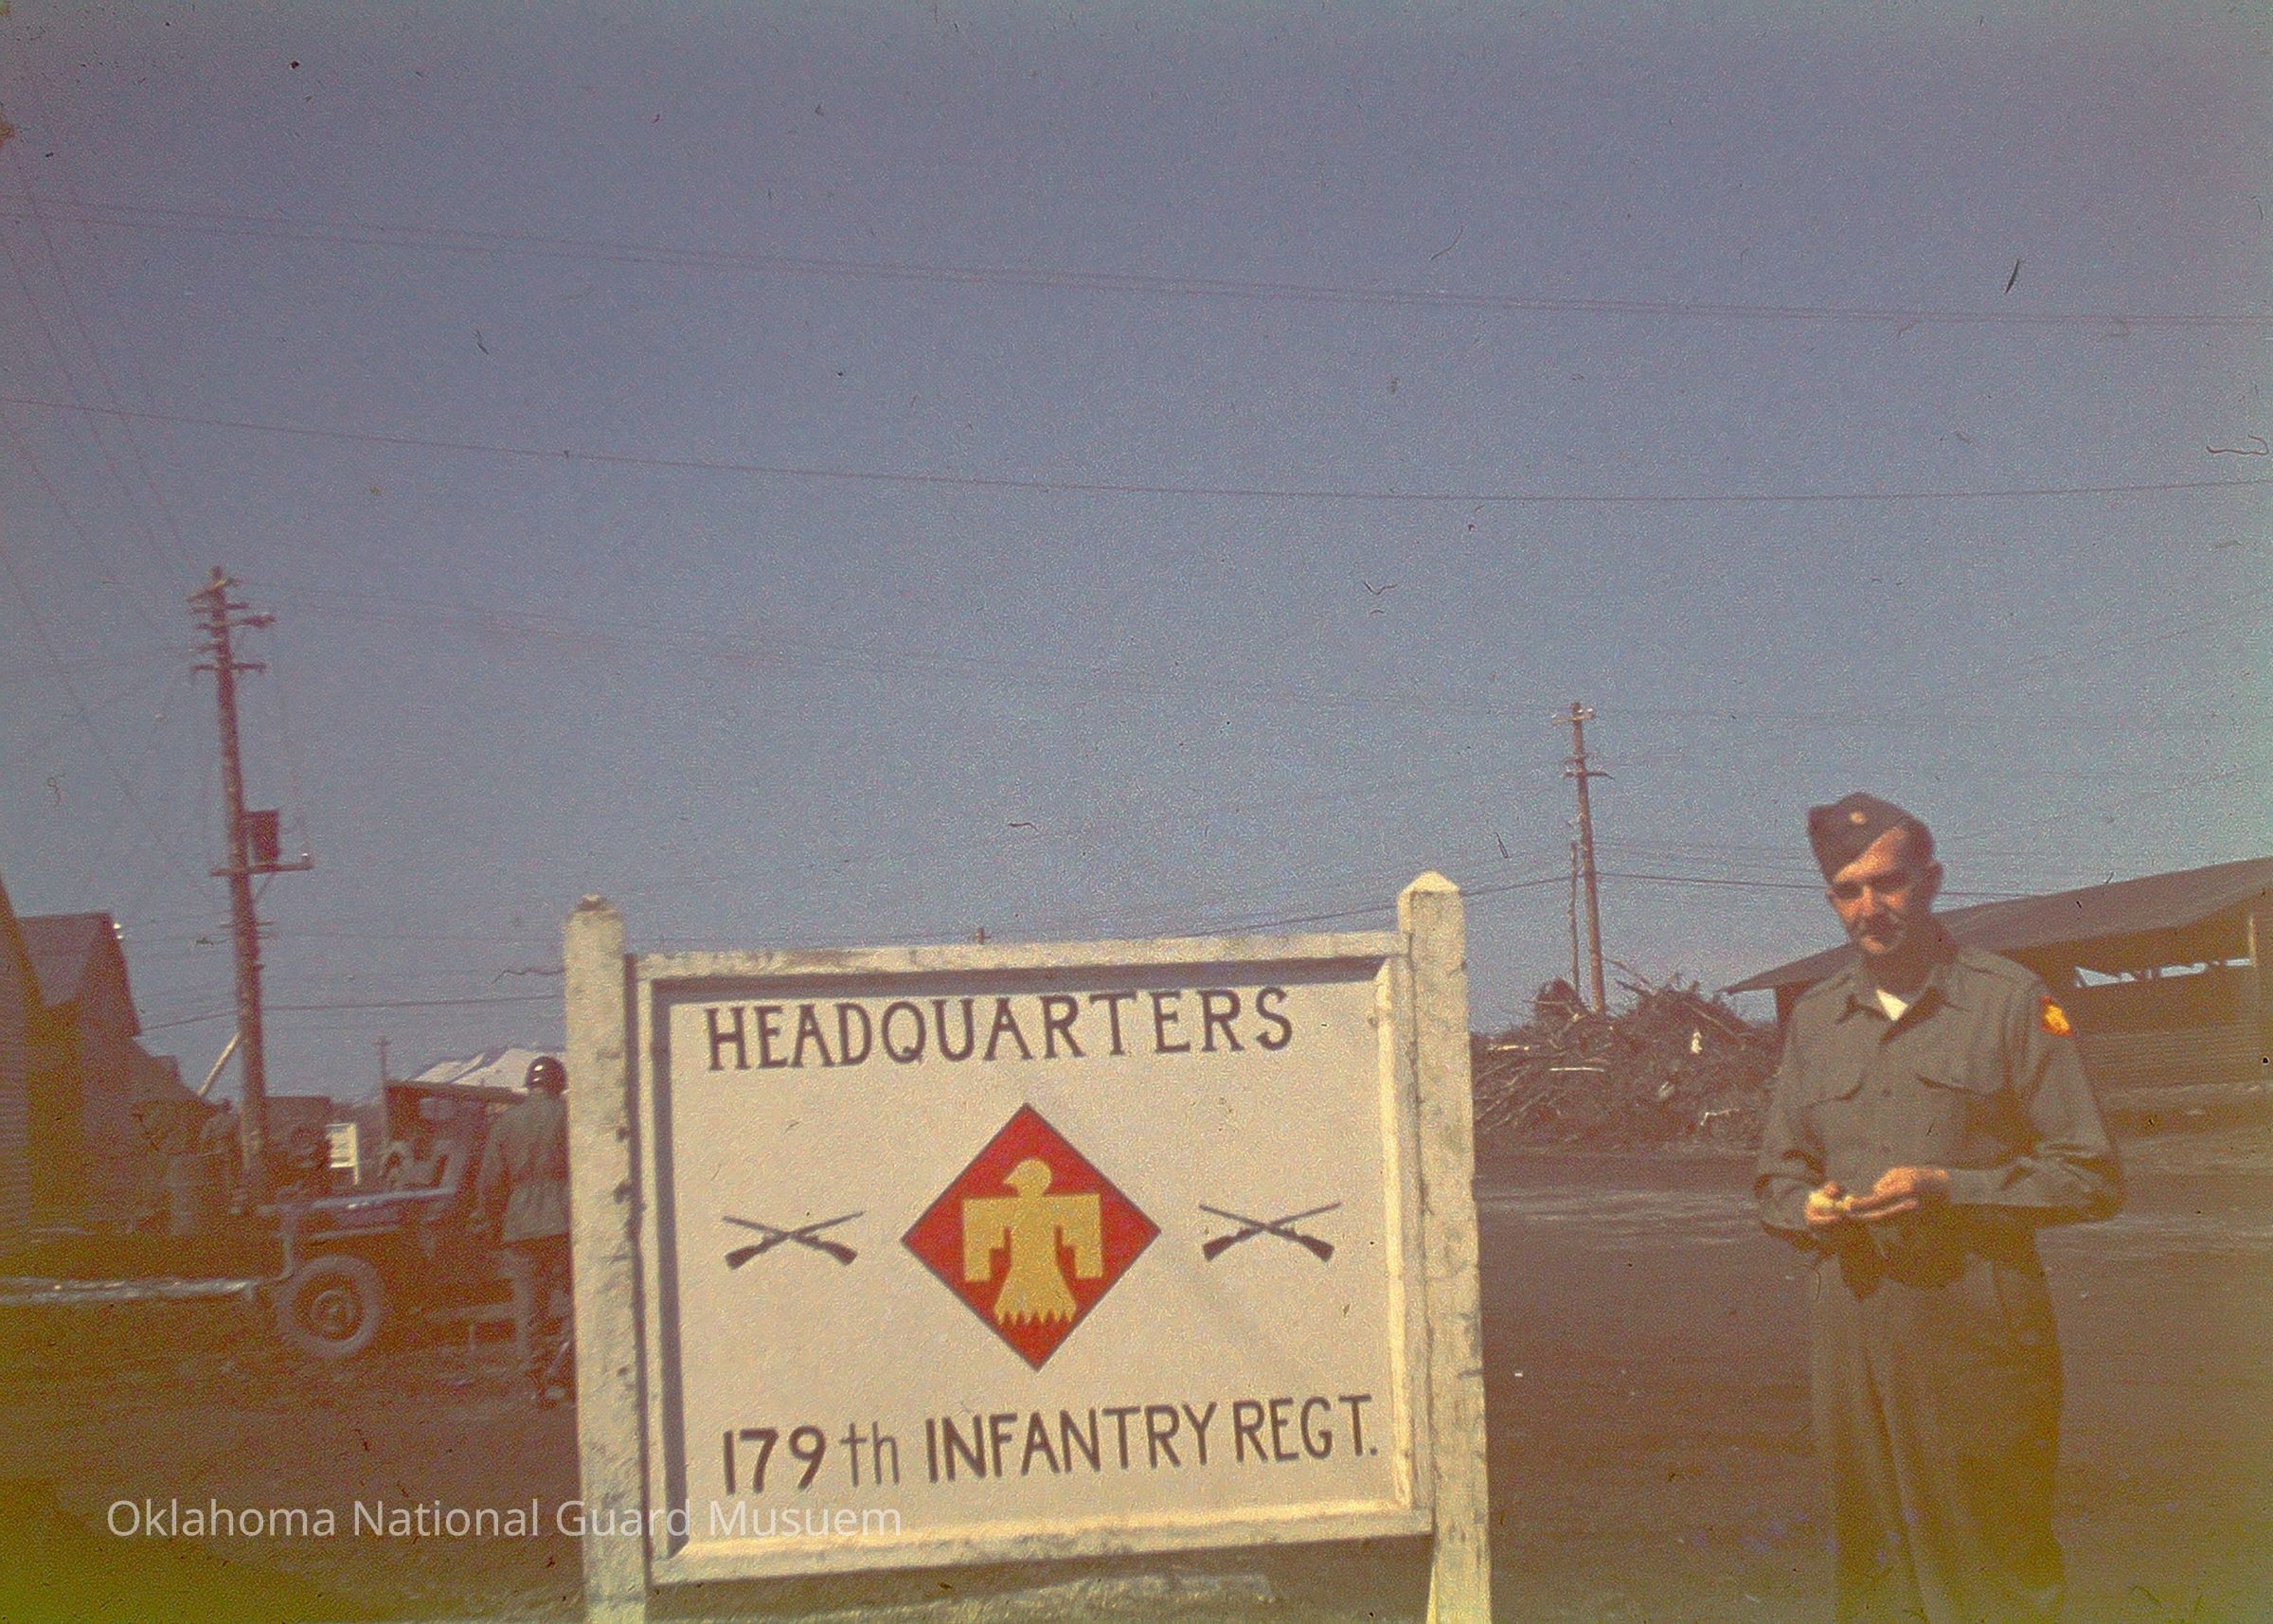 HEADQUARTERS
179th INFANTRY REGT.
Oklahoma National Guard Musuem